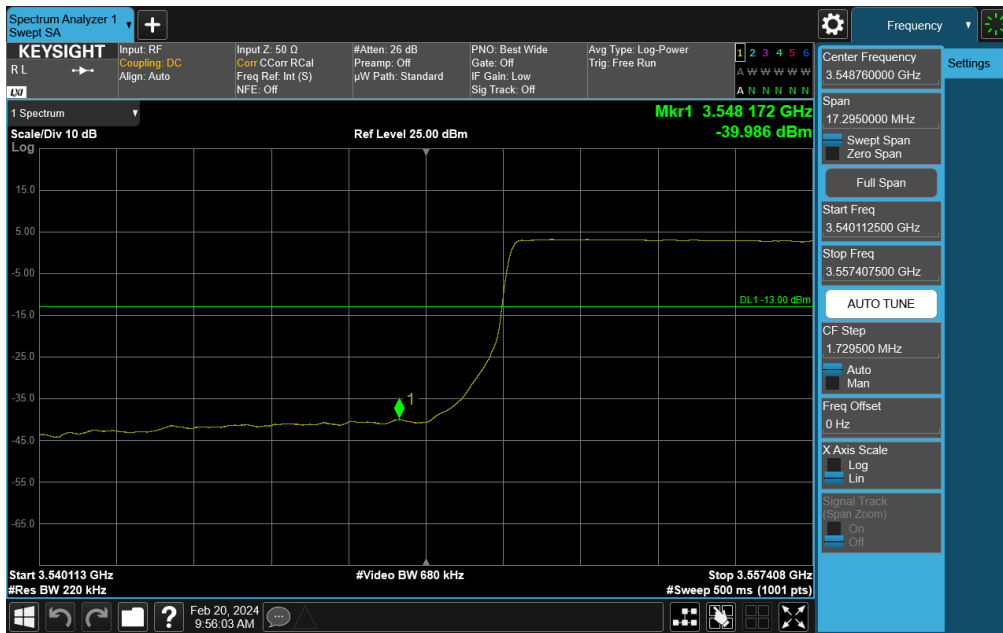 Spectrum Analyzer 1
Swept SA
Frequency
KEYSIGHT
R L
LXI
Input: RF
Coupling: DC
Align: Auto
Input Z: 50 Ω
Corr CCorr RCal
Freq Ref: Int (S)
NFE: Off
#Atten: 26 dB
Preamp: Off
µW Path: Standard
PNO: Best Wide
Gate: Off
IF Gain: Low
Sig Track: Off
Avg Type: Log-Power
Trig: Free Run
1 2 3 4 5 6
A W W W W W
A N N N N N
Center Frequency
3.548760000 GHz
Settings
Span
17.2950000 MHz
Swept Span
Zero Span
Full Span
Start Freq
3.540112500 GHz
Stop Freq
3.557407500 GHz
AUTO TUNE
CF Step
1.729500 MHz
Auto
Man
Freq Offset
0 Hz
X Axis Scale
Log
Lin
Signal Track
(Span Zoom)
On
Off
1 Spectrum
Mkr1 3.548 172 GHz
Scale/Div 10 dB
Ref Level 25.00 dBm
-39.986 dBm
Log
15.0
5.00
-5.00
DL1 -13.00 dBm
-15.0
-25.0
-35.0
1
-45.0
-55.0
-65.0
Start 3.540113 GHz
#Video BW 680 kHz
Stop 3.557408 GHz
#Res BW 220 kHz
#Sweep 500 ms (1001 pts)
?
Feb 20, 2024
9:56:03 AM